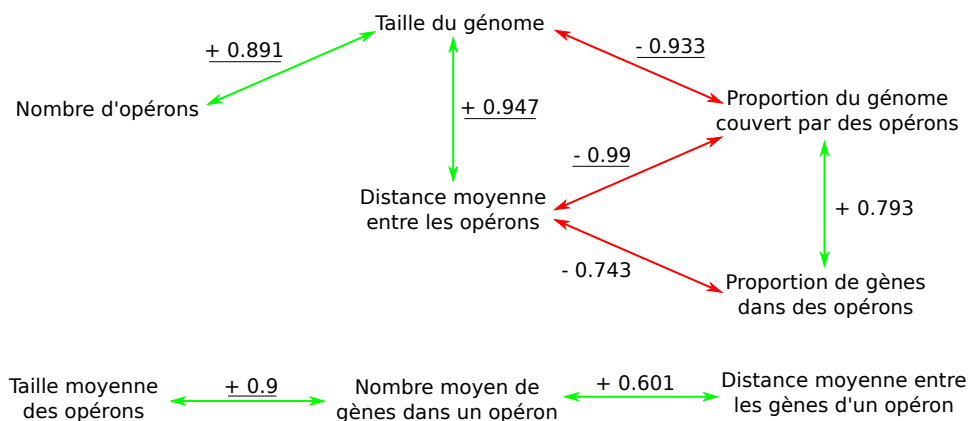 Taille du génome
+ 0.891
- 0.933
Nombre d'opérons
+ 0.947
Proportion du génome
couvert par des opérons
- 0.99
Distance moyenne
entre les opérons
+ 0.793
- 0.743
Proportion de gènes
dans des opérons
Taille moyenne
des opérons
+ 0.9
Nombre moyen de
gènes dans un opéron
+ 0.601
Distance moyenne entre
les gènes d'un opéron